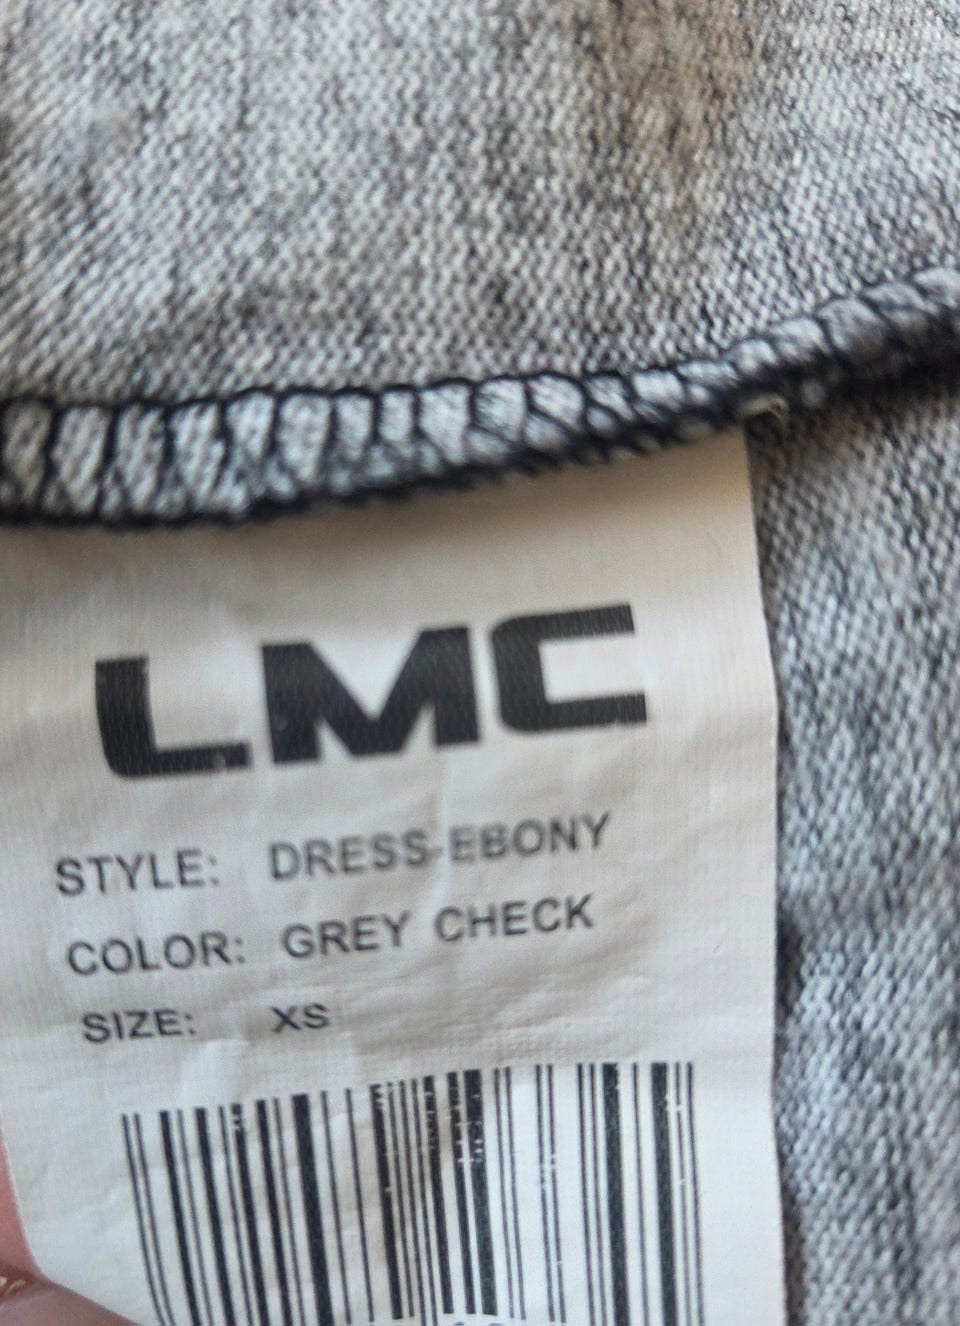 LMC
STYLE: DRESS-EBONY
COLOR: GREY CHECK
SIZE: XS